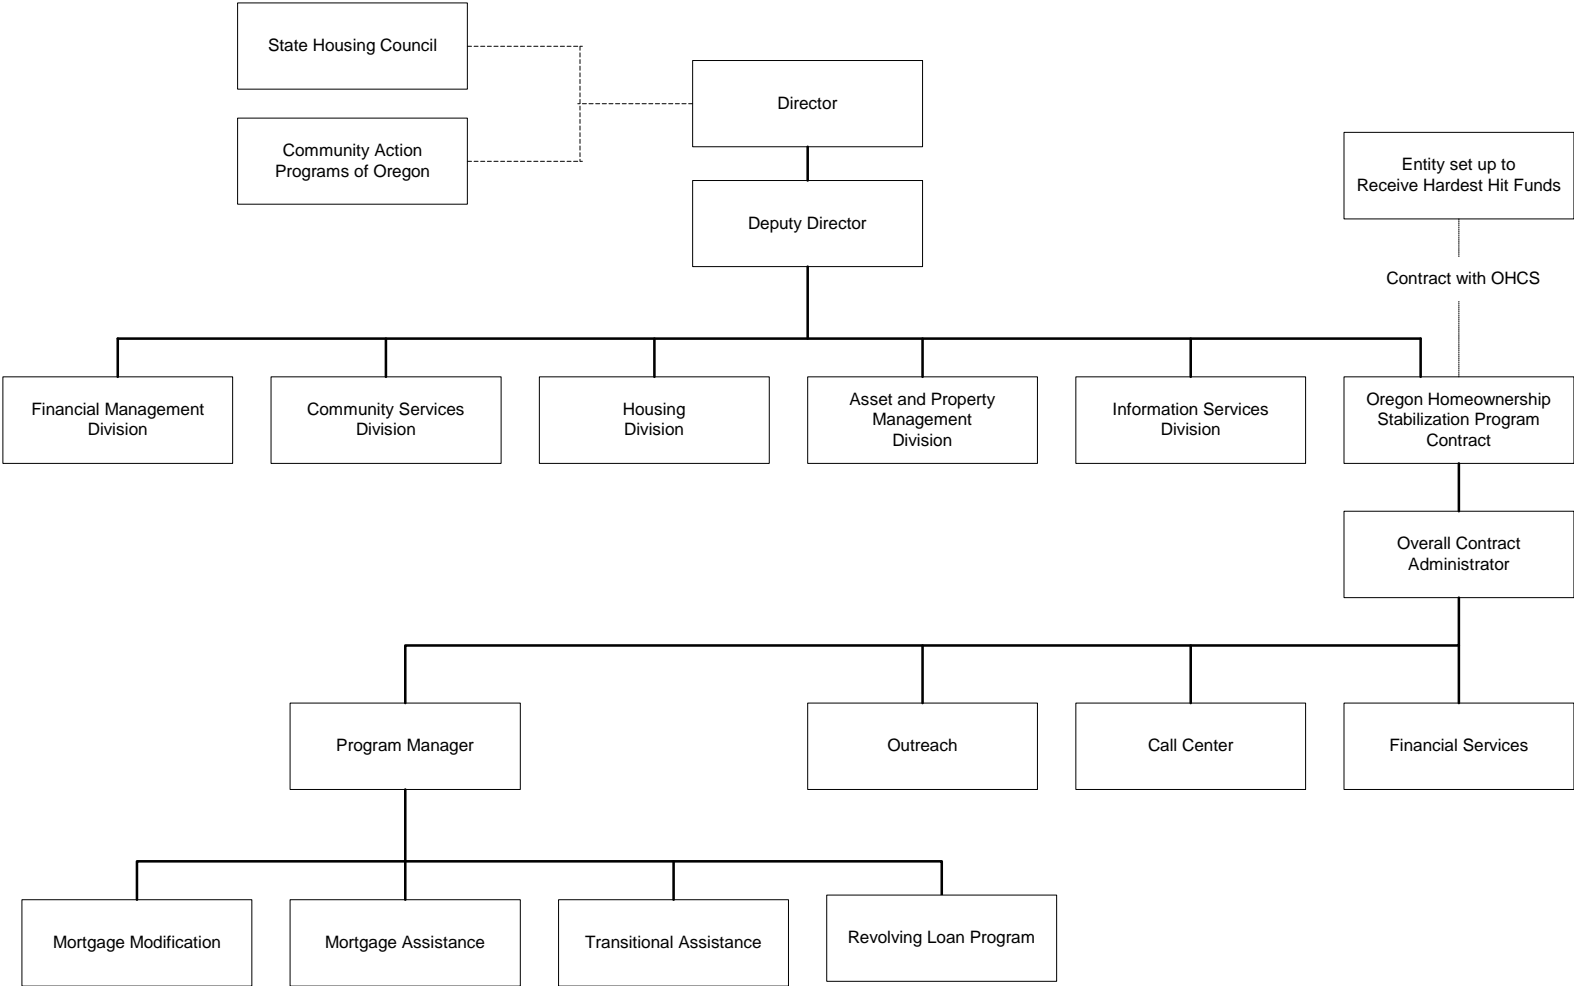 State Housing Council
Director
Community Action
Programs of Oregon
Entity set up to
Receive Hardest Hit Funds
Deputy Director
Contract with OHCS
Financial Management
Division
Community Services
Division
Housing
Division
Asset and Property
Management
Division
Information Services
Division
Oregon Homeownership
Stabilization Program
Contract
Overall Contract
Administrator
Program Manager
Outreach
Call Center
Financial Services
Mortgage Modification
Mortgage Assistance
Transitional Assistance
Revolving Loan Program